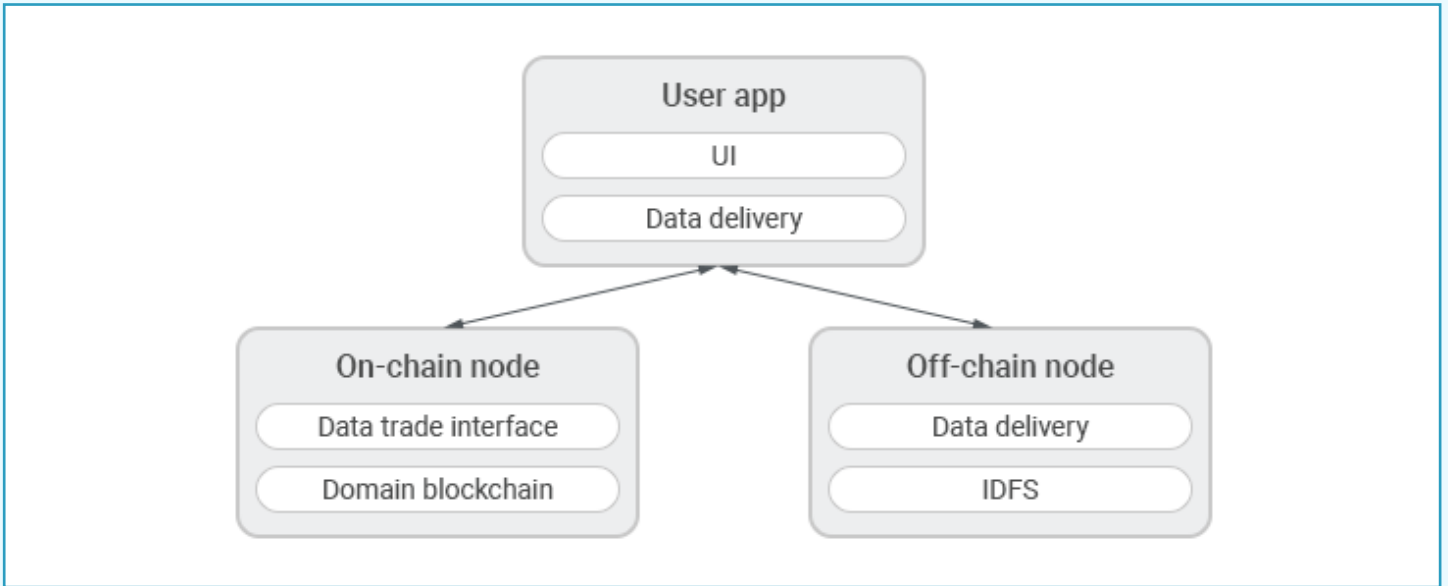 User app
UI
Data delivery
On-chain node
Data trade interface
Domain blockchain
Off-chain node
Data delivery
IDFS